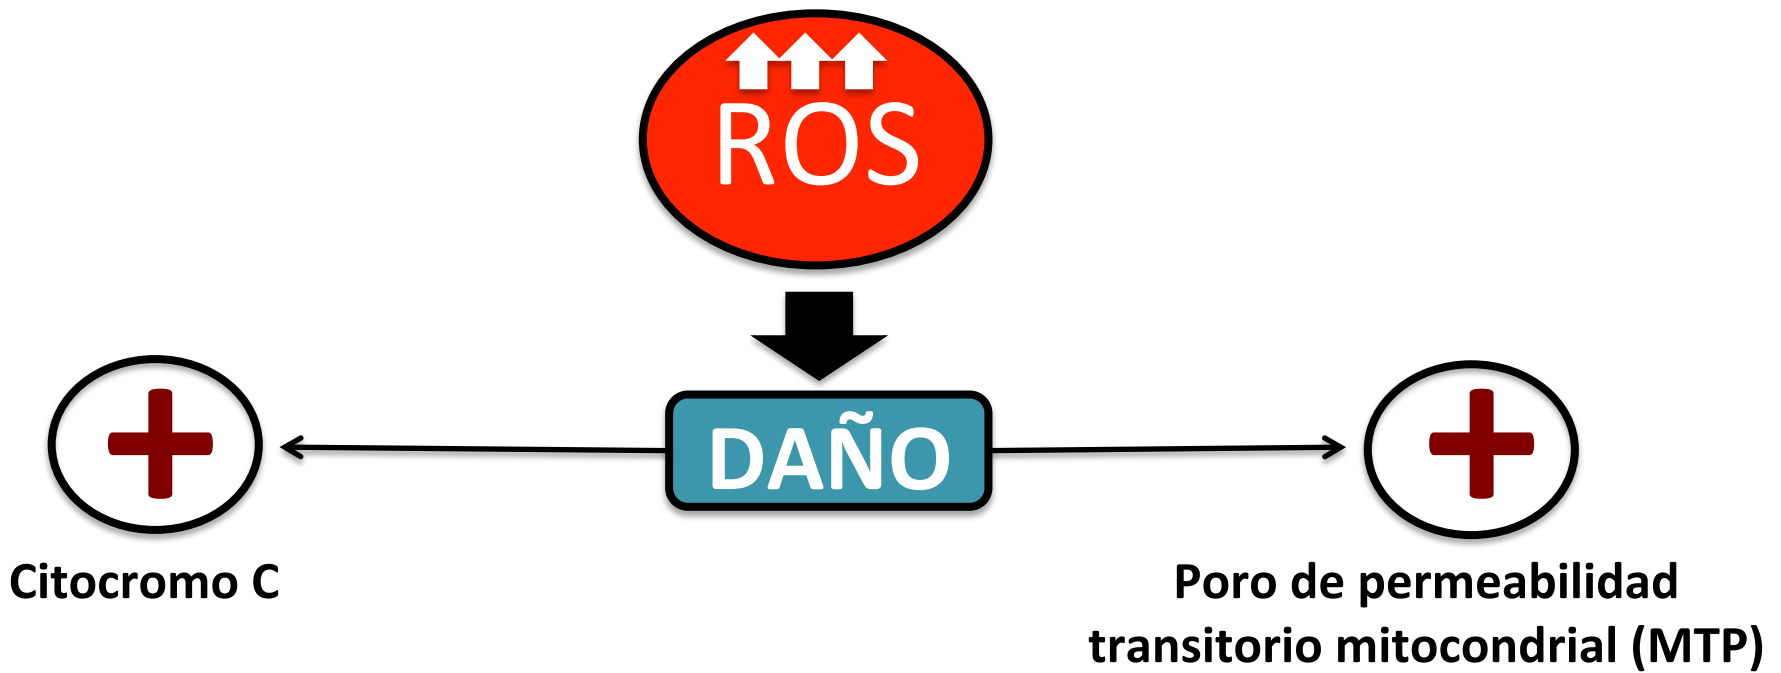 ROS
DAÑO
Citocromo C
Poro de permeabilidad
transitorio mitocondrial (MTP)